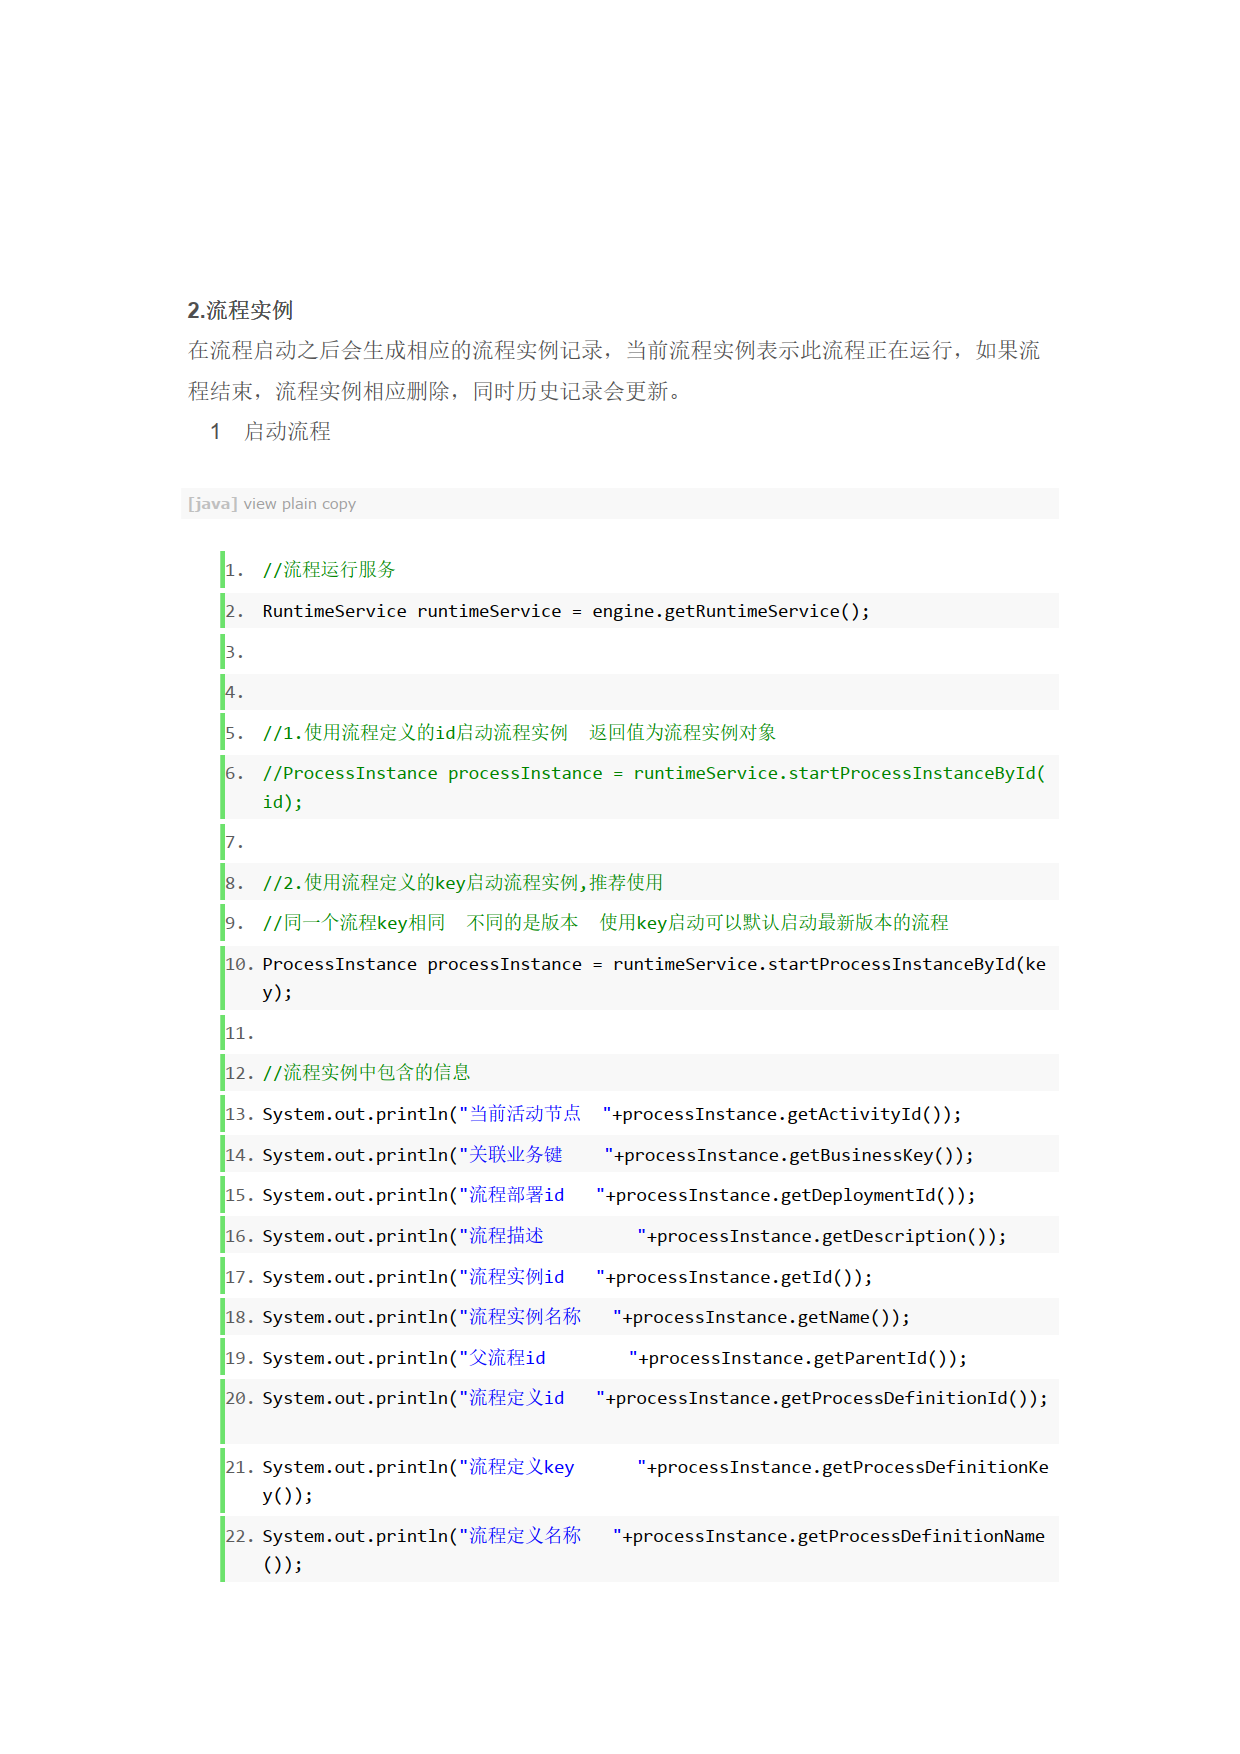 2.流程实例
在流程启动之后会生成相应的流程实例记录，当前流程实例表示此流程正在运行，如果流
程结束，流程实例相应删除，同时历史记录会更新。
1 启动流程
[java] view plain copy
1. //流程运行服务
2. RuntimeService runtimeService = engine.getRuntimeService();
3.
4.
5. //1.使用流程定义的id启动流程实例  返回值为流程实例对象
6. //ProcessInstance processInstance = runtimeService.startProcessInstanceById(
id);
7.
8. //2.使用流程定义的key启动流程实例,推荐使用
9. //同一个流程key相同  不同的是版本  使用key启动可以默认启动最新版本的流程
10. ProcessInstance processInstance = runtimeService.startProcessInstanceById(ke
y);
11.
12. //流程实例中包含的信息
13. System.out.println("当前活动节点  "+processInstance.getActivityId());
14. System.out.println("关联业务键    "+processInstance.getBusinessKey());
15. System.out.println("流程部署id   "+processInstance.getDeploymentId());
16. System.out.println("流程描述         "+processInstance.getDescription());
17. System.out.println("流程实例id   "+processInstance.getId());
18. System.out.println("流程实例名称   "+processInstance.getName());
19. System.out.println("父流程id        "+processInstance.getParentId());
20. System.out.println("流程定义id   "+processInstance.getProcessDefinitionId());
21. System.out.println("流程定义key      "+processInstance.getProcessDefinitionKe
y());
22. System.out.println("流程定义名称   "+processInstance.getProcessDefinitionName
());